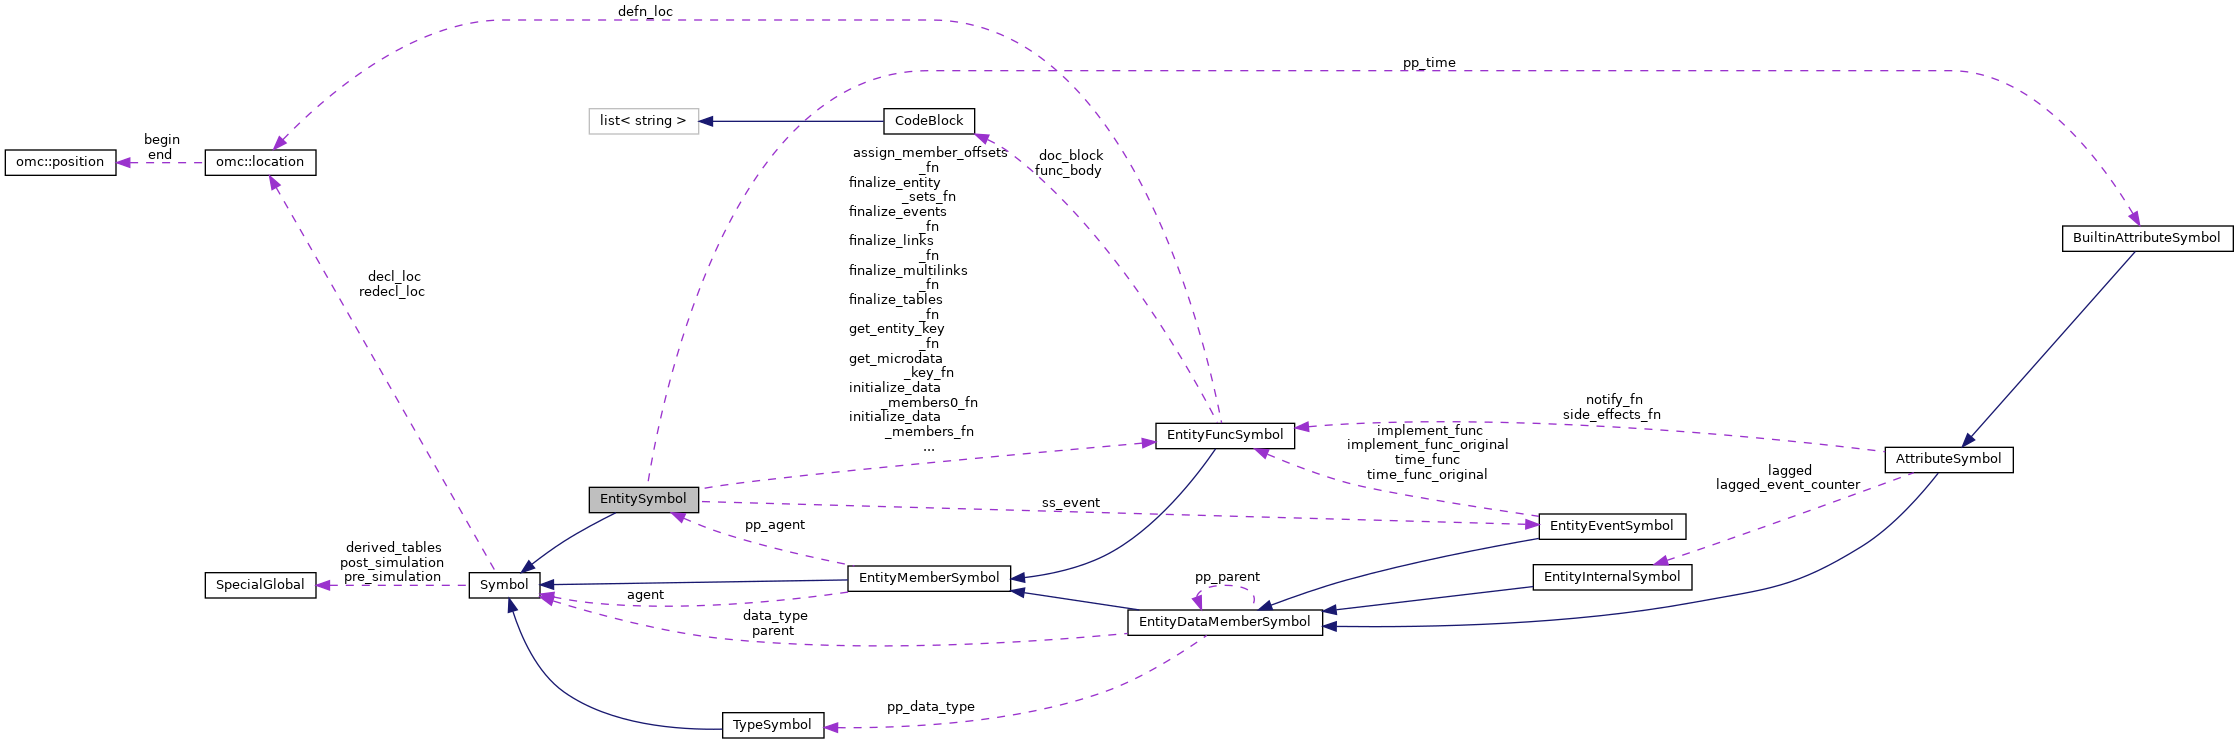 defn_loc
pp_time
list< string >
CodeBlock
begin
end
omc::position
omc::location
doc_block
func_body
assign_member_offsets
_fn
finalize_entity
_sets_fn
finalize_events
_fn
finalize_links
_fn
finalize_multilinks
_fn
finalize_tables
_fn
get_entity_key
_fn
get_microdata
_key_fn
initialize_data
_members0_fn
initialize_data
_members_fn
...
BuiltinAttributeSymbol
decl_loc
redecl_loc
notify_fn
side_effects_fn
EntityFuncSymbol
implement_func
implement_func_original
time_func
time_func_original
AttributeSymbol
lagged
lagged_event_counter
EntitySymbol
ss_event
pp_agent
EntityEventSymbol
derived_tables
post_simulation
pre_simulation
SpecialGlobal
Symbol
EntityMemberSymbol
pp_parent
EntityInternalSymbol
agent
data_type
parent
EntityDataMemberSymbol
pp_data_type
TypeSymbol